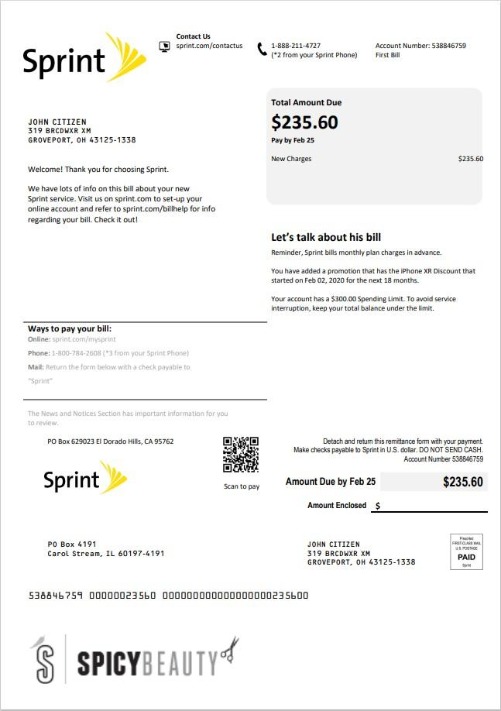 Sprint
Contact Us
sprint.com/contactus
1-888-211-4727
(*2 from your Sprint Phone)
Account Number: 538846759
First Bill
JOHN CITIZEN
319 BRCDWXR XM
GROVEPORT, OH 43125-1338
Total Amount Due
$235.60
Pay by Feb 25
New Charges $235.60
Welcome! Thank you for choosing Sprint.
We have lots of info on this bill about your new
Sprint service. Visit us on sprint.com to set-up your
online account and refer to sprint.com/billhelp for info
regarding your bill. Check it out!
Let's talk about his bill
Reminder, Sprint bills monthly plan charges in advance.
You have added a promotion that has the iPhone XR Discount that
started on Feb 02, 2020 for the next 18 months.
Your account has a $300.00 Spending Limit. To avoid service
interruption, keep your total balance under the limit.
Ways to pay your bill:
Online: sprint.com/mysprint
Phone: 1-800-784-2608 (*3 from your Sprint Phone)
Mail: Return the form below with a check payable to
"Sprint"
The News and Notices Section has important information for you
to review.
PO Box 629023 El Dorado Hills, CA 95762
Sprint
Scan to pay
Detach and return this remittance form with your payment.
Make checks payable to Sprint in U.S. dollar. DO NOT SEND CASH.
Account Number 538846759
Amount Due by Feb 25 $235.60
Amount Enclosed $
PO Box 4191
Carol Stream, IL 60197-4191
JOHN CITIZEN
319 BRCDWXR XM
GROVEPORT, OH 43125-1338
Presorted
FIRST-CLASS MAIL
U.S. POSTAGE
PAID
Sprint
538846759 000000023560 00000000000000000000235600
S SPICYBEAUTY